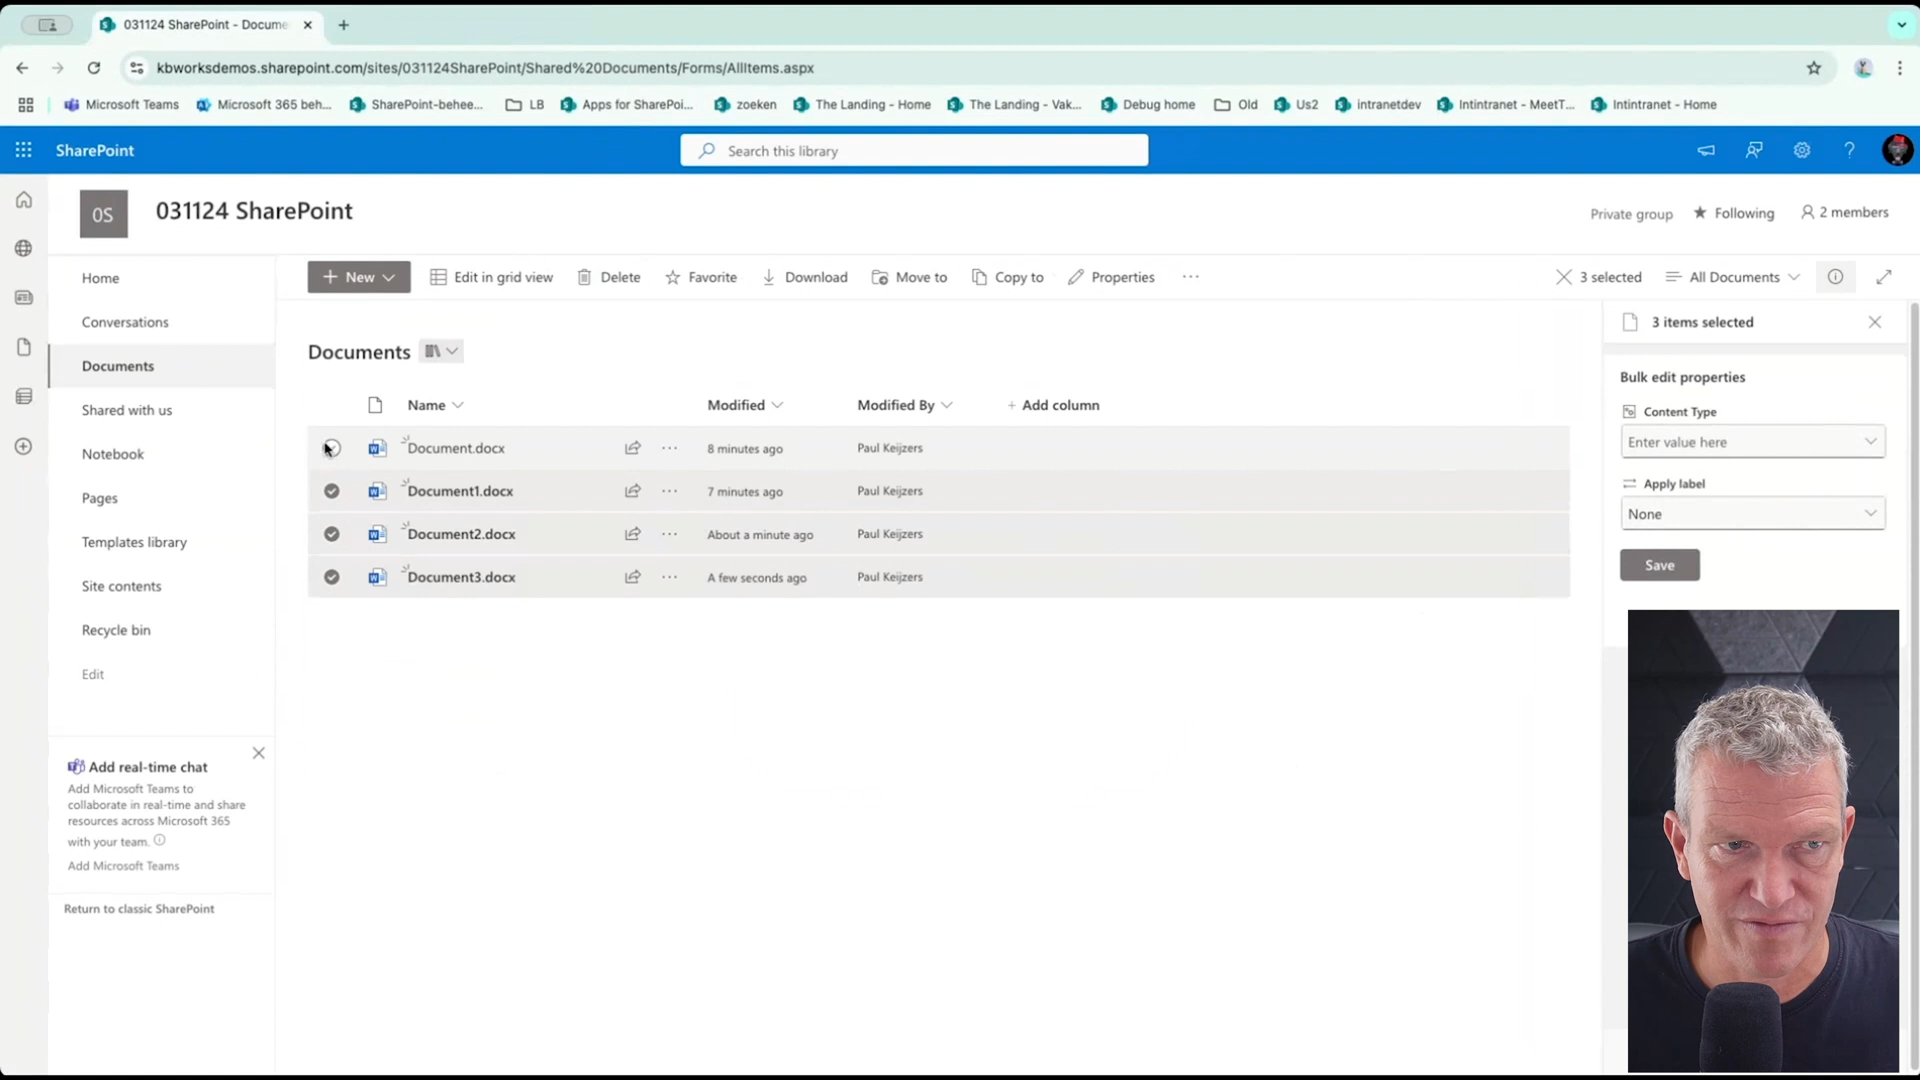 031124 SharePoint - Docume
kbworksdemos.sharepoint.com/sites/031124SharePoint/Shared%20Documents/Forms/AllItems.aspx
Microsoft Teams
Microsoft 365 beh...
SharePoint-behee...
LB
Apps for SharePoi...
zoeken
The Landing - Home
The Landing - Vak...
Debug home
Old
Us2
intranetdev
Intintranet - MeetT...
Intintranet - Home
SharePoint
Search this library
OS
031124 SharePoint
Private group
Following
2 members
Home
Conversations
Documents
Shared with us
Notebook
Pages
Templates library
Site contents
Recycle bin
Edit
Add real-time chat
Add Microsoft Teams to
collaborate in real-time and share
resources across Microsoft 365
with your team.
Add Microsoft Teams
Return to classic SharePoint
+ New
Edit in grid view
Delete
Favorite
Download
Move to
Copy to
Properties
...
3 selected
All Documents
Documents
Name
Modified
Modified By
+ Add column
Document.docx ... 8 minutes ago Paul Keijzers
Document1.docx ... 7 minutes ago Paul Keijzers
Document2.docx ... About a minute ago Paul Keijzers
Document3.docx ... A few seconds ago Paul Keijzers
3 items selected
Bulk edit properties
Content Type
Enter value here
Apply label
None
Save